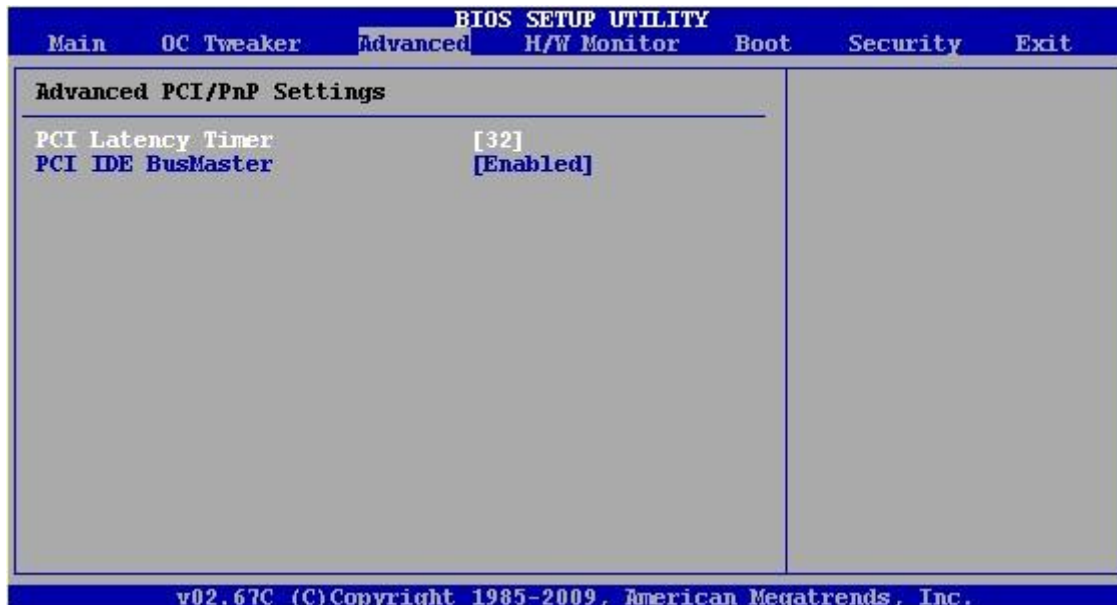 BIOS SETUP UTILITY
Main OC Tweaker Advanced H/W Monitor Boot Security Exit
Advanced PCI/PnP Settings
PCI Latency Timer [32]
PCI IDE BusMaster [Enabled]
v02.67C (C)Copyright 1985-2009, American Megatrends, Inc.